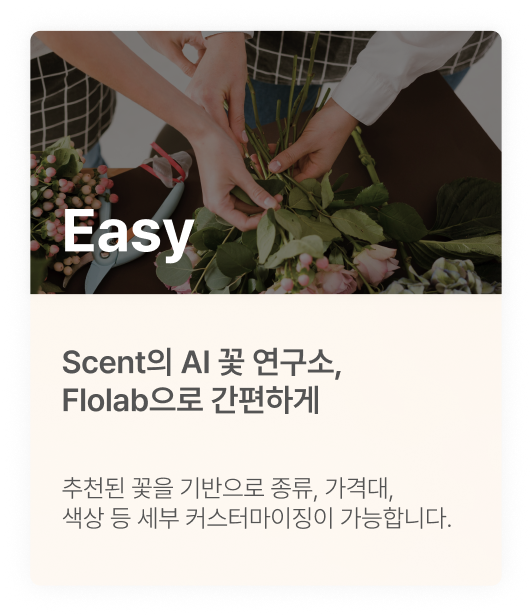 Easy
Scent의 AI 꽃 연구소,
Flolab으로 간편하게
추천된 꽃을 기반으로 종류, 가격대,
색상 등 세부 커스터마이징이 가능합니다.